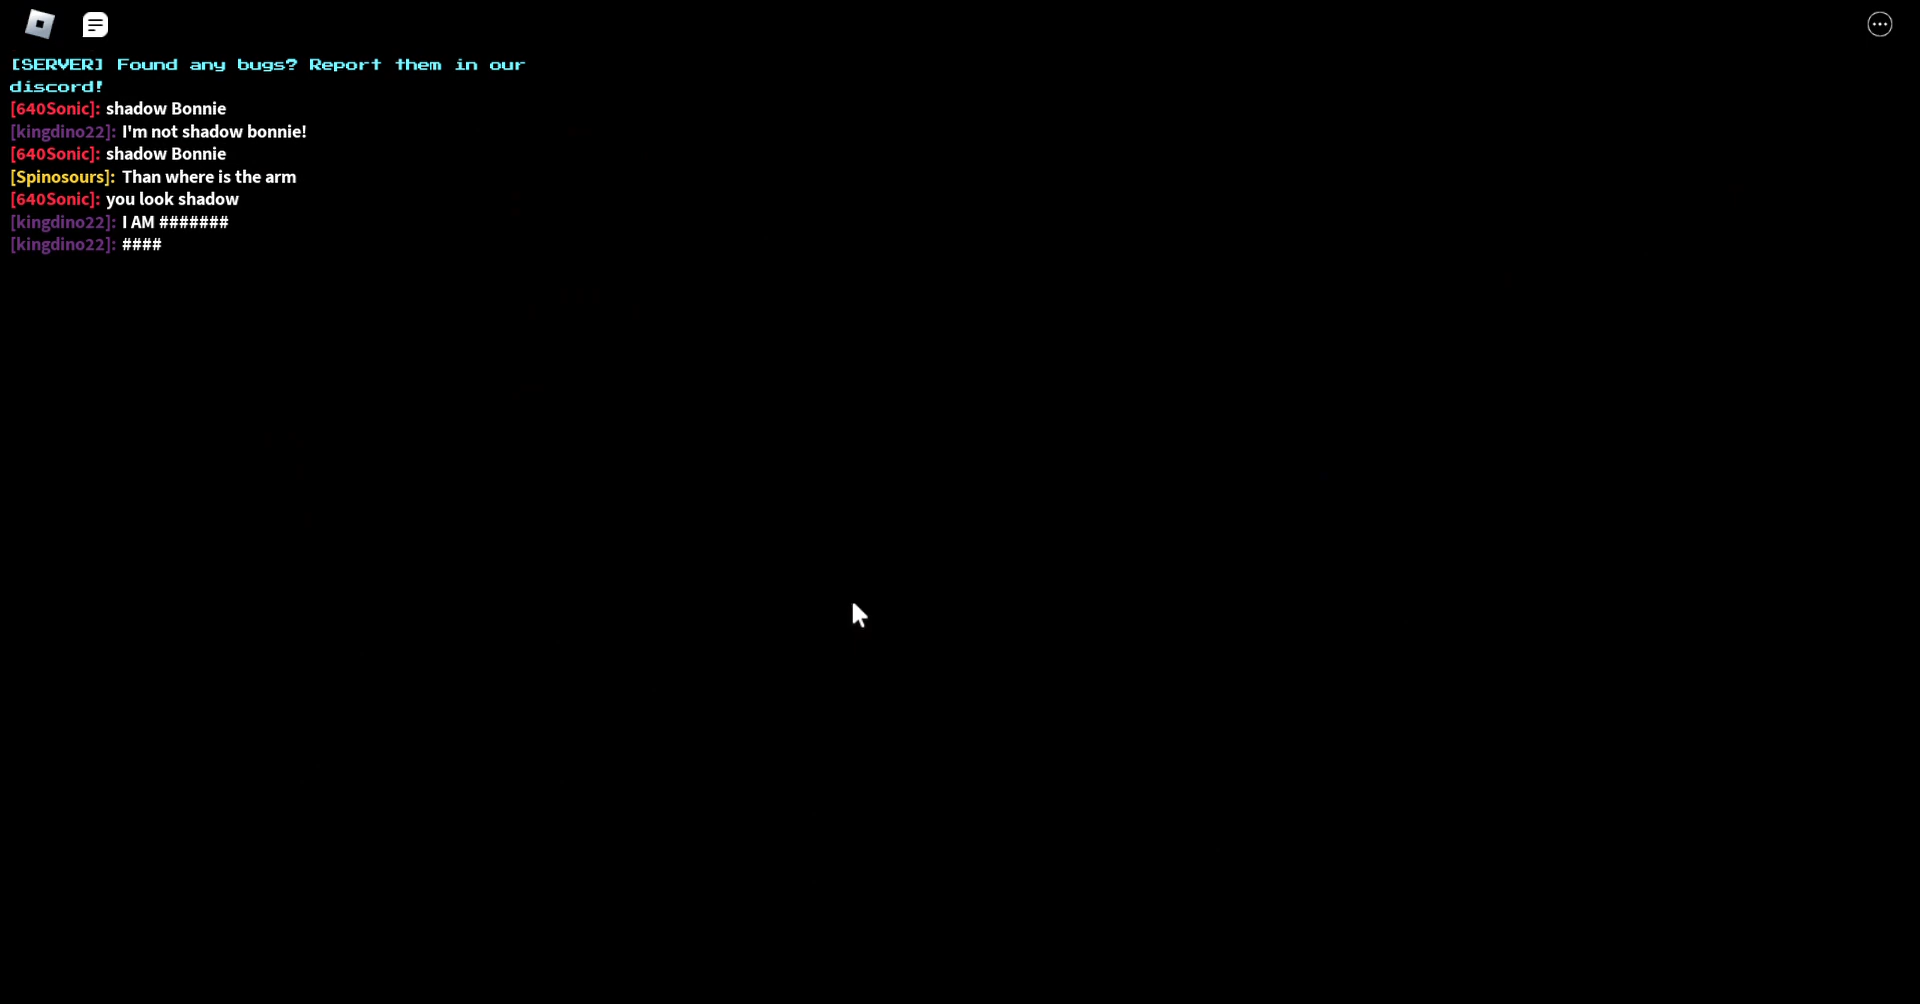 [SERVER] Found any bugs? Report them in our
discord!
[640Sonic]: shadow Bonnie
[kingdino22]: I'm not shadow bonnie!
[640Sonic]: shadow Bonnie
[Spinosours]: Than where is the arm
[640Sonic]: you look shadow
[kingdino22]: I AM #######
[kingdino22]: ####